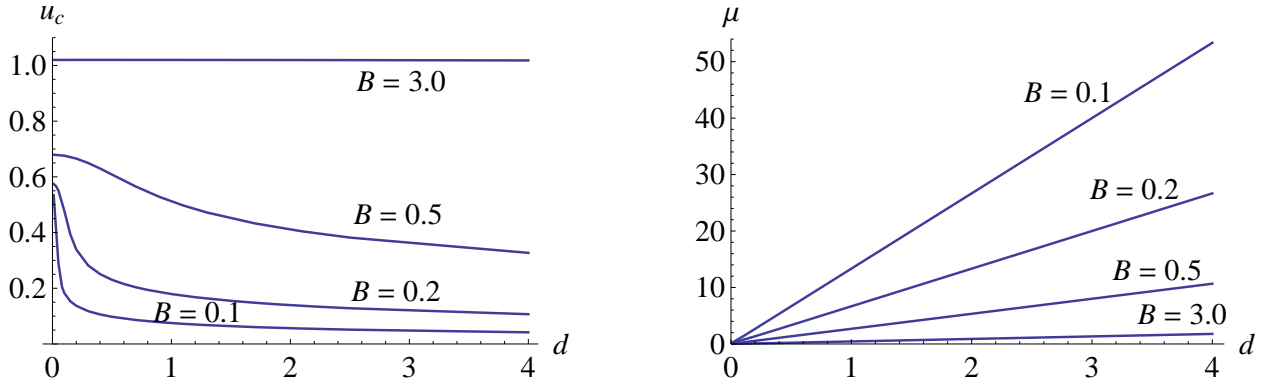 u_c
1.0
0.8
0.6
0.4
0.2
B = 3.0
B = 0.5
B = 0.2
B = 0.1
0 1 2 3 4 d
μ
50
40
30
20
10
0
B = 0.1
B = 0.2
B = 0.5
B = 3.0
0 1 2 3 4 d